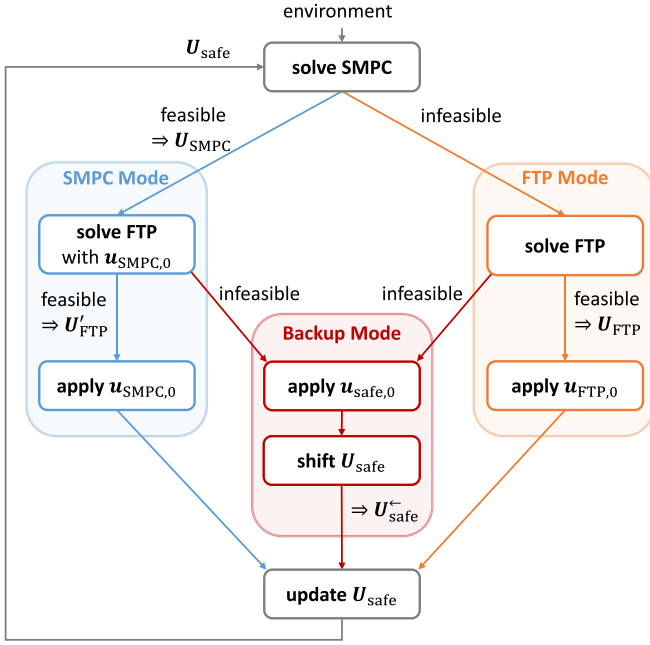 environment
U_safe
solve SMPC
feasible
⇒ U_SMPC
infeasible
SMPC Mode
FTP Mode
solve FTP
with u_SMPC,0
solve FTP
feasible
⇒ U′_FTP
infeasible
infeasible
feasible
⇒ U_FTP
Backup Mode
apply u_SMPC,0
apply u_safe,0
apply u_FTP,0
shift U_safe
⇒ U←_safe
update U_safe